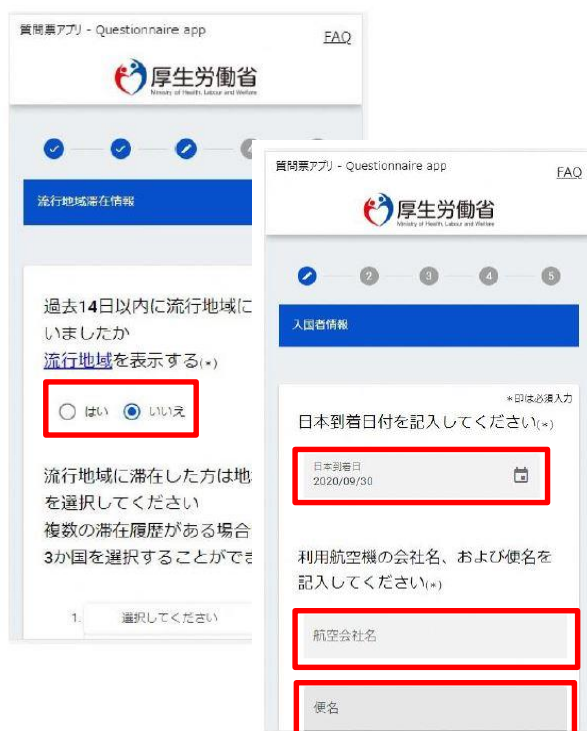 質問票アプリ - Questionnaire app
FAQ
厚生労働省
Ministry of Health, Labour and Welfare
流行地域滞在情報
過去14日以内に流行地域に
いましたか
流行地域を表示する(*)
はい
いいえ
流行地域に滞在した方は地
を選択してください
複数の滞在履歴がある場合
3か国を選択することができ
1.
選択してください
質問票アプリ - Questionnaire app
FAQ
厚生労働省
Ministry of Health, Labour and Welfare
2 3 4 5
入国者情報
*印は必須入力
日本到着日付を記入してください(*)
日本到着日
2020/09/30
利用航空機の会社名、および便名を
記入してください(*)
航空会社名
便名